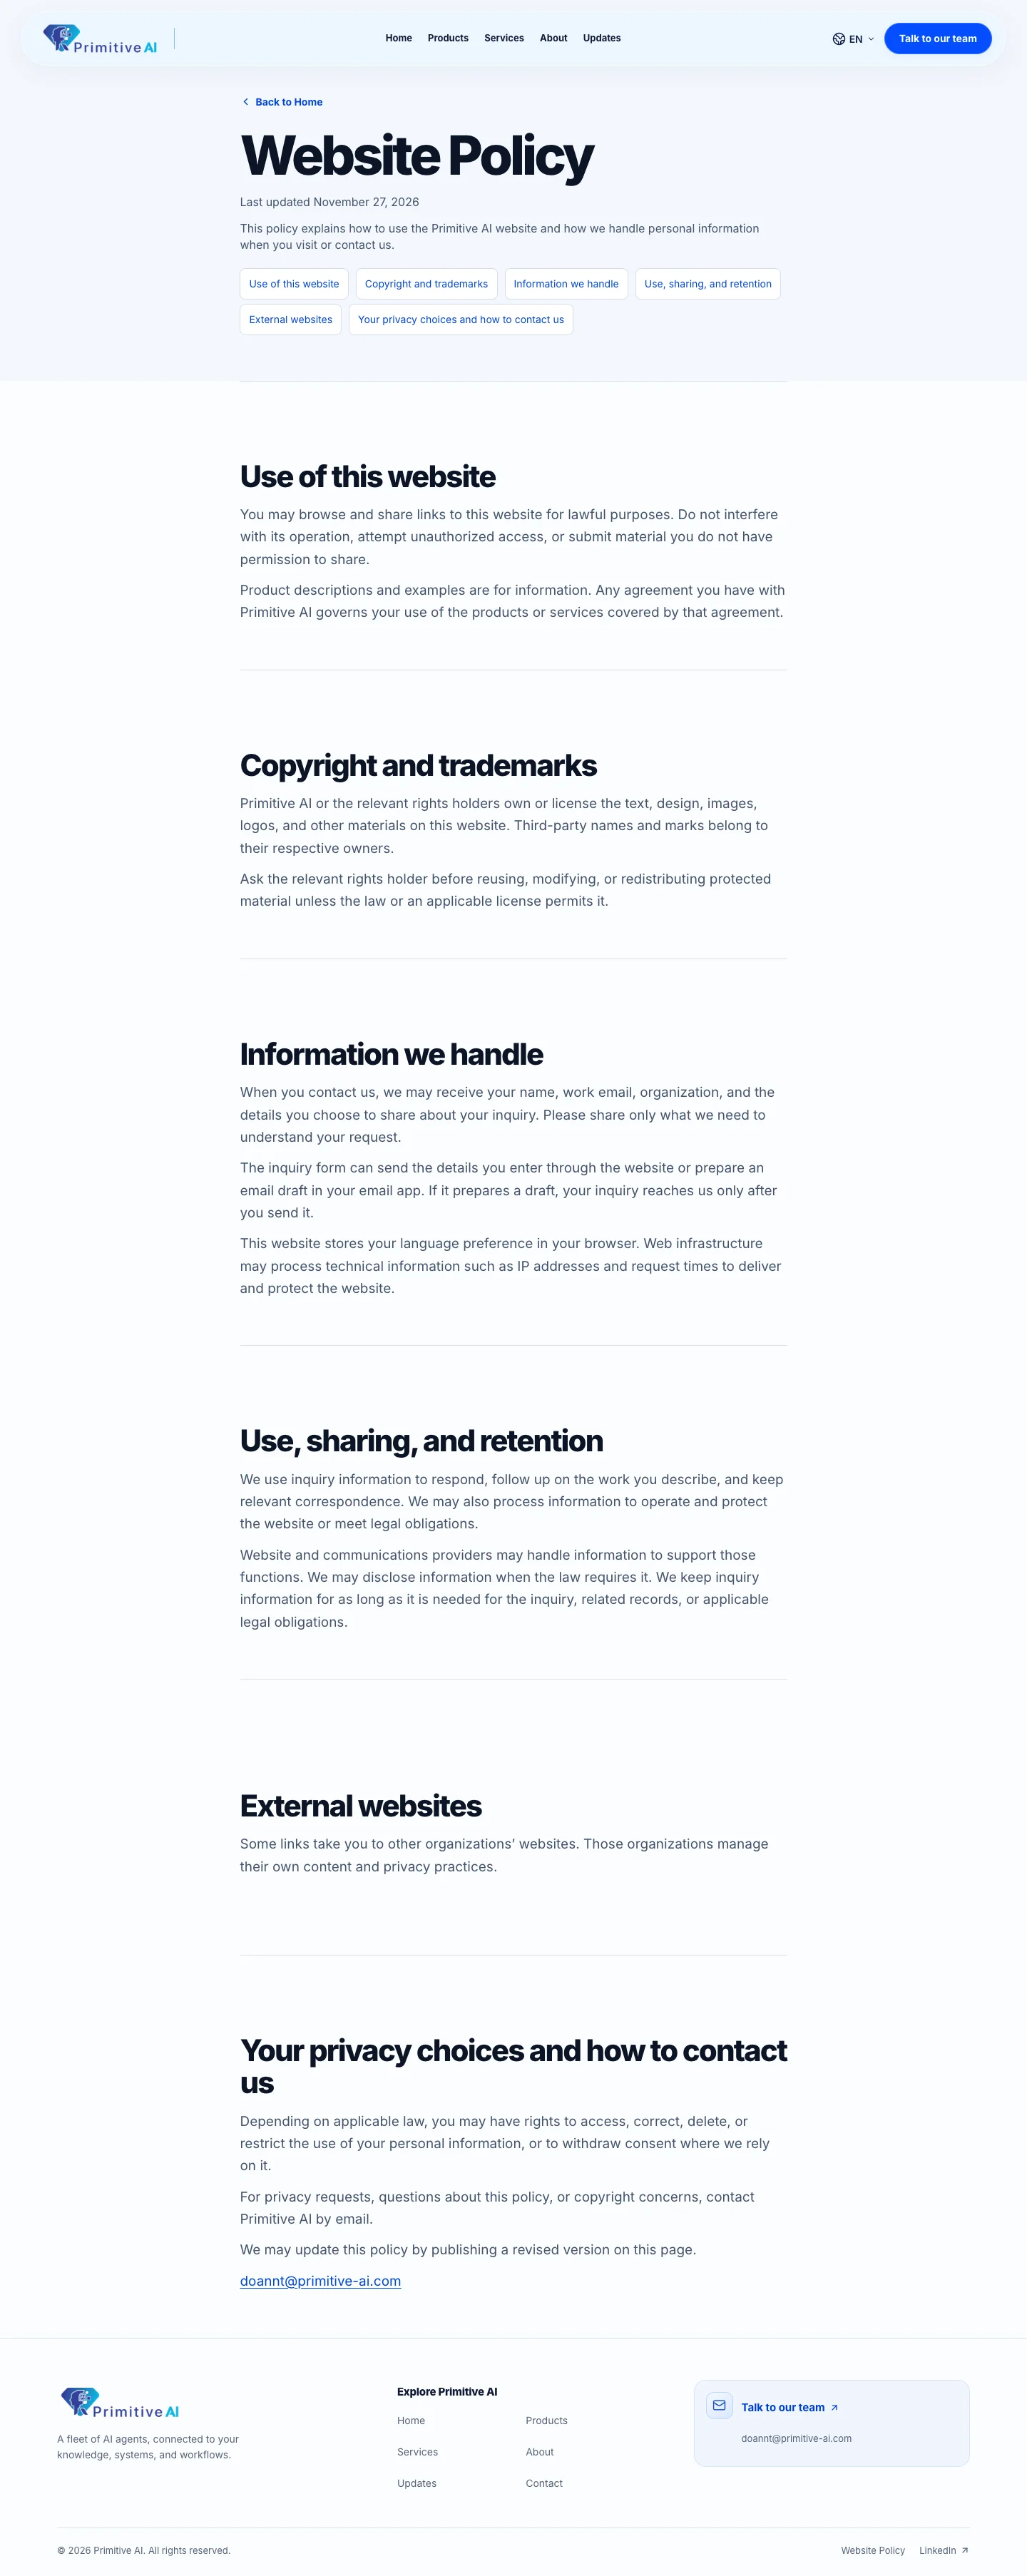 Primitive AI
Home Products Services About Updates
EN
Talk to our team
Back to Home
Website Policy
Last updated November 27, 2026
This policy explains how to use the Primitive AI website and how we handle personal information
when you visit or contact us.
Use of this website Copyright and trademarks Information we handle Use, sharing, and retention
External websites Your privacy choices and how to contact us
Use of this website
You may browse and share links to this website for lawful purposes. Do not interfere
with its operation, attempt unauthorized access, or submit material you do not have
permission to share.
Product descriptions and examples are for information. Any agreement you have with
Primitive AI governs your use of the products or services covered by that agreement.
Copyright and trademarks
Primitive AI or the relevant rights holders own or license the text, design, images,
logos, and other materials on this website. Third-party names and marks belong to
their respective owners.
Ask the relevant rights holder before reusing, modifying, or redistributing protected
material unless the law or an applicable license permits it.
Information we handle
When you contact us, we may receive your name, work email, organization, and the
details you choose to share about your inquiry. Please share only what we need to
understand your request.
The inquiry form can send the details you enter through the website or prepare an
email draft in your email app. If it prepares a draft, your inquiry reaches us only after
you send it.
This website stores your language preference in your browser. Web infrastructure
may process technical information such as IP addresses and request times to deliver
and protect the website.
Use, sharing, and retention
We use inquiry information to respond, follow up on the work you describe, and keep
relevant correspondence. We may also process information to operate and protect
the website or meet legal obligations.
Website and communications providers may handle information to support those
functions. We may disclose information when the law requires it. We keep inquiry
information for as long as it is needed for the inquiry, related records, or applicable
legal obligations.
External websites
Some links take you to other organizations’ websites. Those organizations manage
their own content and privacy practices.
Your privacy choices and how to contact
us
Depending on applicable law, you may have rights to access, correct, delete, or
restrict the use of your personal information, or to withdraw consent where we rely
on it.
For privacy requests, questions about this policy, or copyright concerns, contact
Primitive AI by email.
We may update this policy by publishing a revised version on this page.
doannt@primitive-ai.com
Primitive AI
A fleet of AI agents, connected to your
knowledge, systems, and workflows.
Explore Primitive AI
Home Products
Services About
Updates Contact
Talk to our team
doannt@primitive-ai.com
© 2026 Primitive AI. All rights reserved.
Website Policy LinkedIn